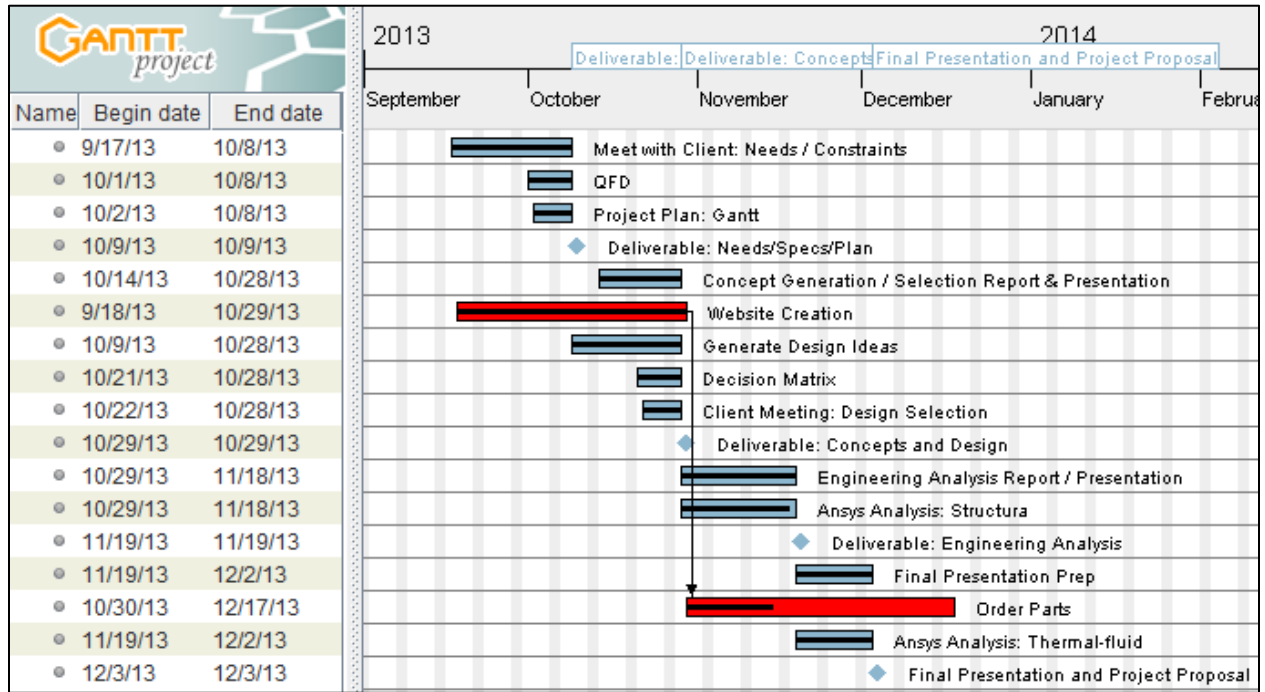 GANTT
project
2013
2014
Deliverable: Deliverable: Concepts Final Presentation and Project Proposal
September October November December January Februa
Name Begin date End date
9/17/13 10/8/13 Meet with Client: Needs / Constraints
10/1/13 10/8/13 QFD
10/2/13 10/8/13 Project Plan: Gantt
10/9/13 10/9/13 Deliverable: Needs/Specs/Plan
10/14/13 10/28/13 Concept Generation / Selection Report & Presentation
9/18/13 10/29/13 Website Creation
10/9/13 10/28/13 Generate Design Ideas
10/21/13 10/28/13 Decision Matrix
10/22/13 10/28/13 Client Meeting: Design Selection
10/29/13 10/29/13 Deliverable: Concepts and Design
10/29/13 11/18/13 Engineering Analysis Report / Presentation
10/29/13 11/18/13 Ansys Analysis: Structura
11/19/13 11/19/13 Deliverable: Engineering Analysis
11/19/13 12/2/13 Final Presentation Prep
10/30/13 12/17/13 Order Parts
11/19/13 12/2/13 Ansys Analysis: Thermal-fluid
12/3/13 12/3/13 Final Presentation and Project Proposal